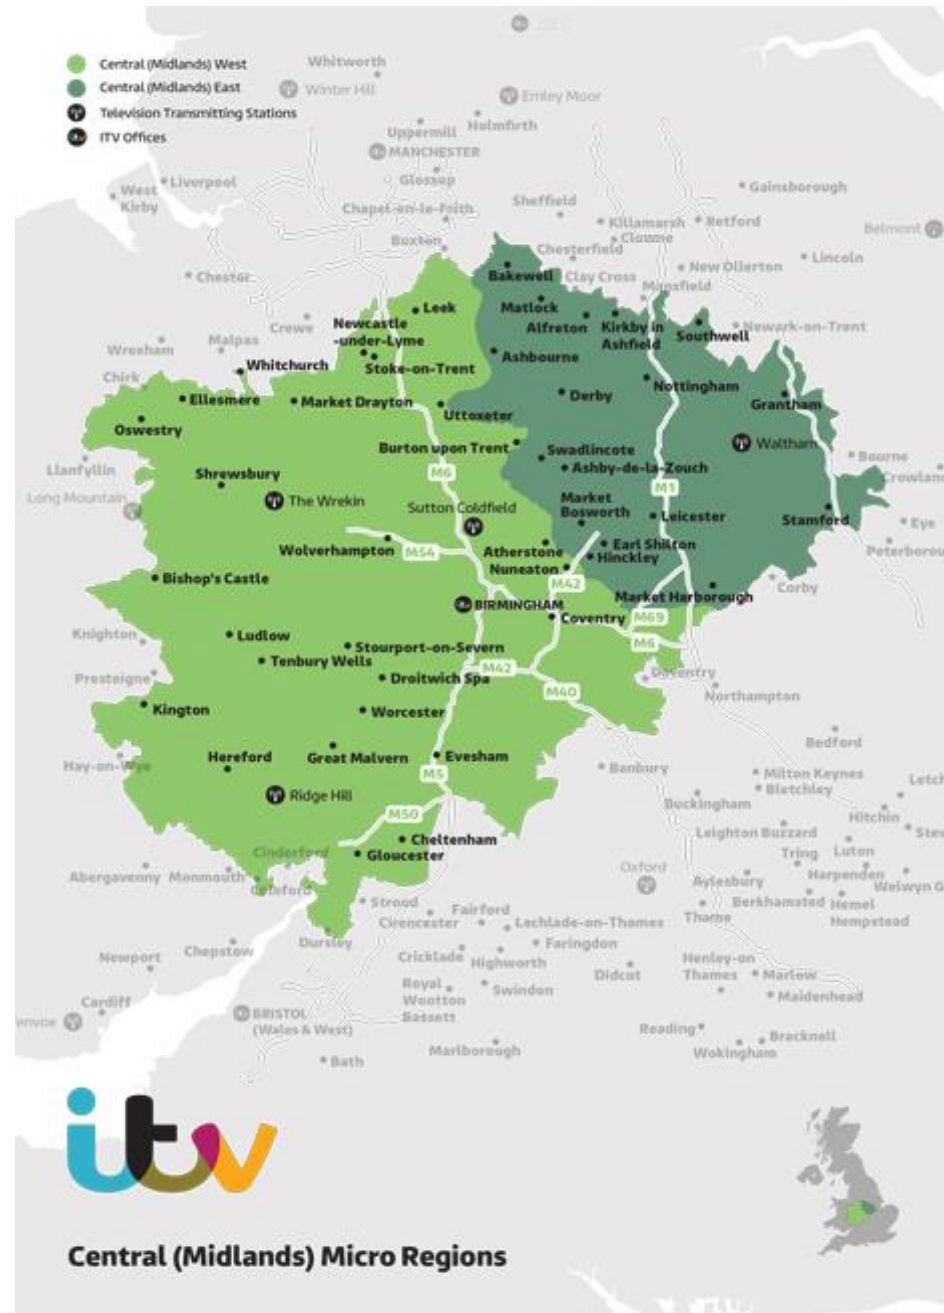 Central (Midlands) West
Central (Midlands) East
Television Transmitting Stations
ITV Offices
Whitworth
Winter Hill
Emley Moor
Uppermill
Holmfirth
MANCHESTER
Glossop
Liverpool
West
Kirby
Chapel-en-le-Frith
Sheffield
Gainsborough
Killamarsh
Retford
Clowne
Belmont
Buxton
Chesterfield
Lincoln
Chester
Bakewell
Clay Cross
New Ollerton
Mansfield
Leek
Matlock
Newcastle
-under-Lyme
Alfreton
Kirkby in
Ashfield
Southwell
Newark-on-Trent
Crewe
Malpas
Wrexham
Whitchurch
Stoke-on-Trent
Ashbourne
Chirk
Ellesmere
Market Drayton
Uttoxeter
Derby
Nottingham
Grantham
Oswestry
Burton upon Trent
Swadlincote
Waltham
Llanfyllin
Shrewsbury
M6
Ashby-de-la-Zouch
Bourne
Long Mountain
The Wrekin
Sutton Coldfield
Market
Bosworth
M1
Leicester
Stamford
Eye
Wolverhampton
M54
Atherstone
Earl Shilton
Hinckley
Nuneaton
Bishop's Castle
M42
Market Harborough
Corby
BIRMINGHAM
Coventry
M69
M6
Knighton
Ludlow
Stourport-on-Severn
Tenbury Wells
Presteigne
Droitwich Spa
M42
M40
Daventry
Northampton
Kington
Worcester
Bedford
Hay-on-Wye
Hereford
Great Malvern
Evesham
M5
Banbury
Milton Keynes
Bletchley
Ridge Hill
M50
Buckingham
Hitchin
Cheltenham
Leighton Buzzard
Cinderford
Gloucester
Tring
Luton
Abergavenny
Monmouth
Coleford
Oxford
Aylesbury
Harpenden
Welwyn G
Stroud
Fairford
Cirencester
Lechlade-on-Thames
Thame
Berkhamsted
Hemel
Hempstead
Dursley
Chepstow
Newport
Cricklade
Highworth
Faringdon
Didcot
Henley-on
Thames
Marlow
Royal
Wootton
Bassett
Swindon
Maidenhead
Cardiff
BRISTOL
(Wales & West)
Bath
Marlborough
Reading
Wokingham
Bracknell
itv
Central (Midlands) Micro Regions